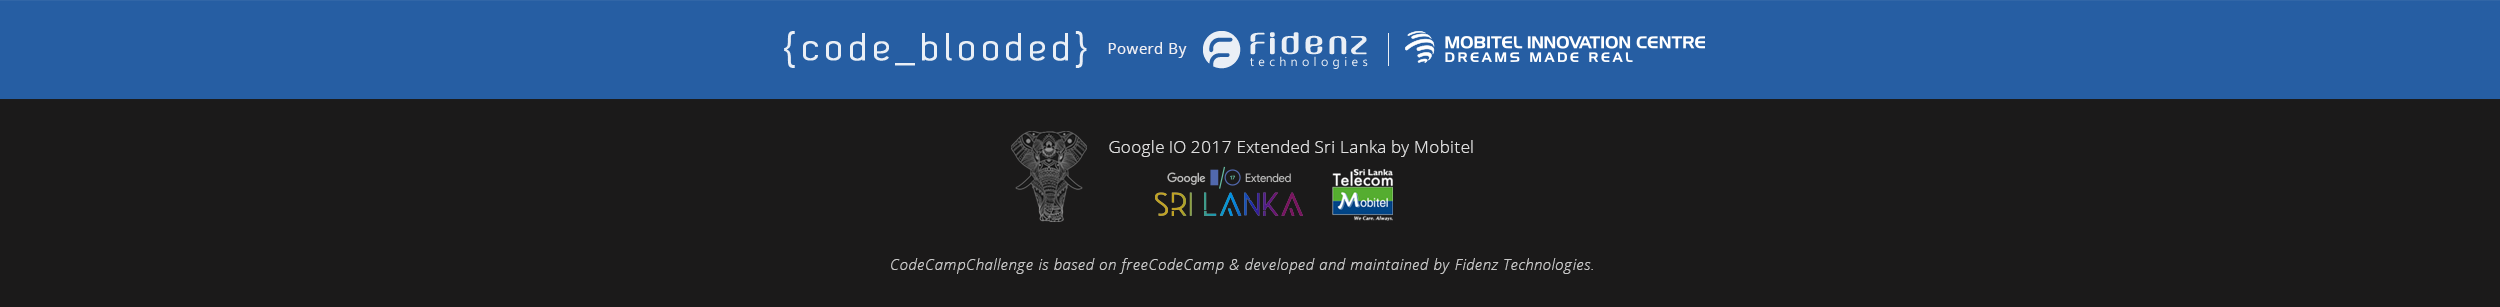 {code_blooded} Powerd By fidenz technologies MOBITEL INNOVATION CENTRE
DREAMS MADE REAL
Google IO 2017 Extended Sri Lanka by Mobitel
Google I/O 17 Extended
SRI LANKA
Sri Lanka
Telecom
Mobitel
We Care. Always.
CodeCampChallenge is based on freeCodeCamp & developed and maintained by Fidenz Technologies.